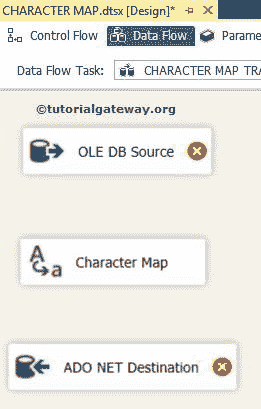 CHARACTER MAP.dtsx [Design]*
Control Flow Data Flow Parame
Data Flow Task: CHARACTER MAP TRA
©tutorialgateway.org
OLE DB Source
A
a
Character Map
ADO NET Destination